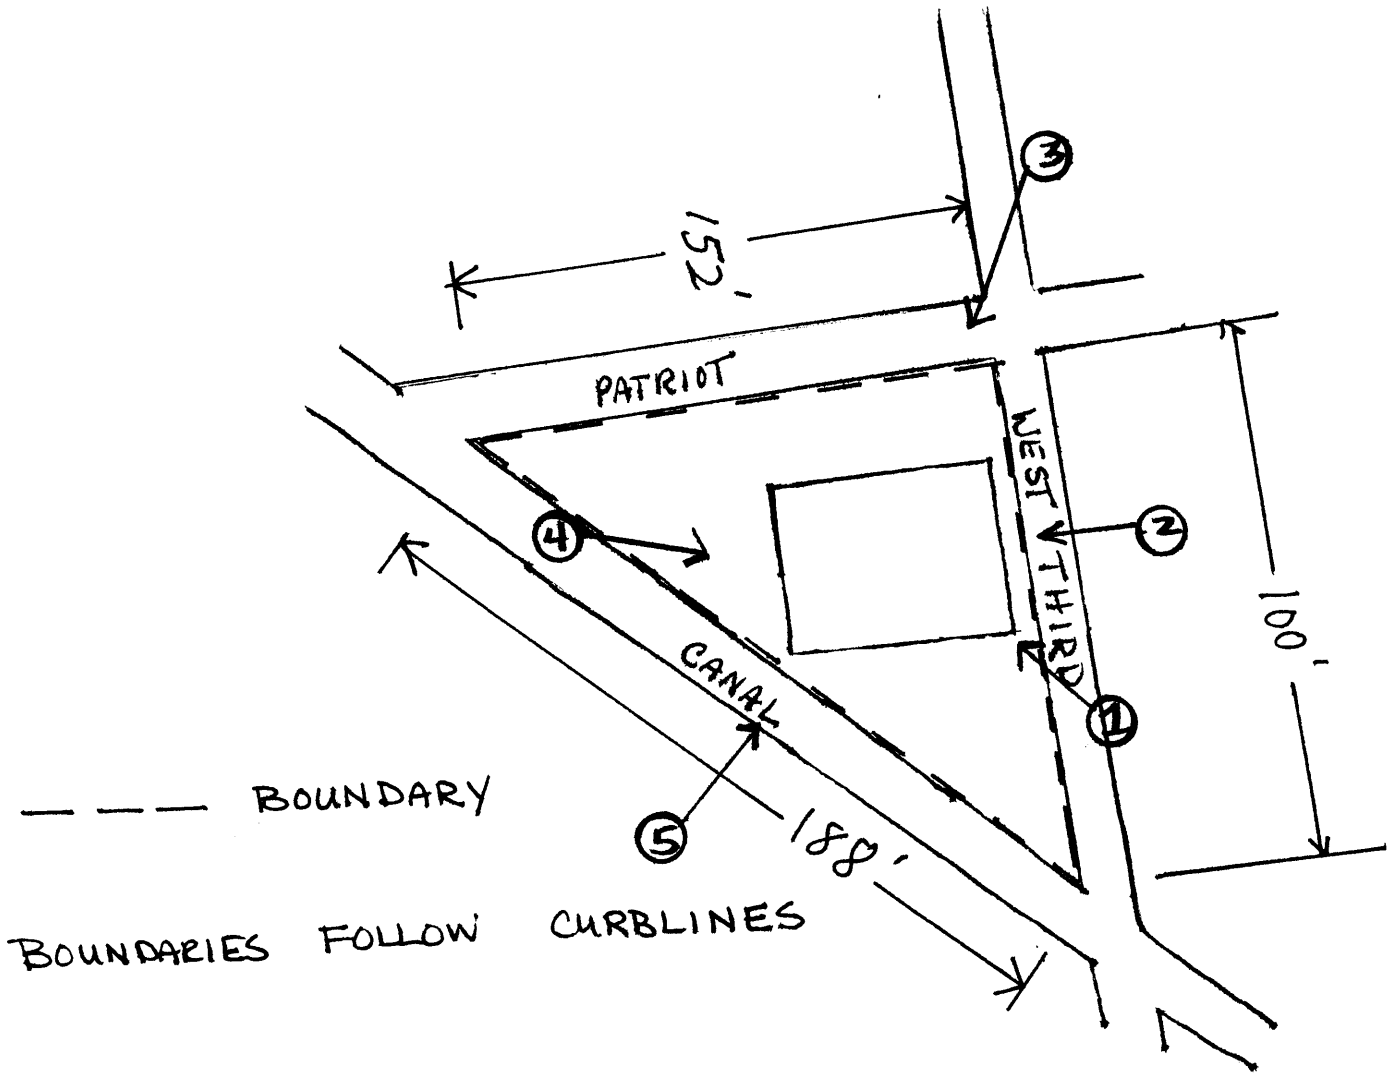 3
152'
PATRIOT
WEST THIRD
2
4
100'
CANAL
1
BOUNDARY
5
188'
BOUNDARIES FOLLOW CURBLINES